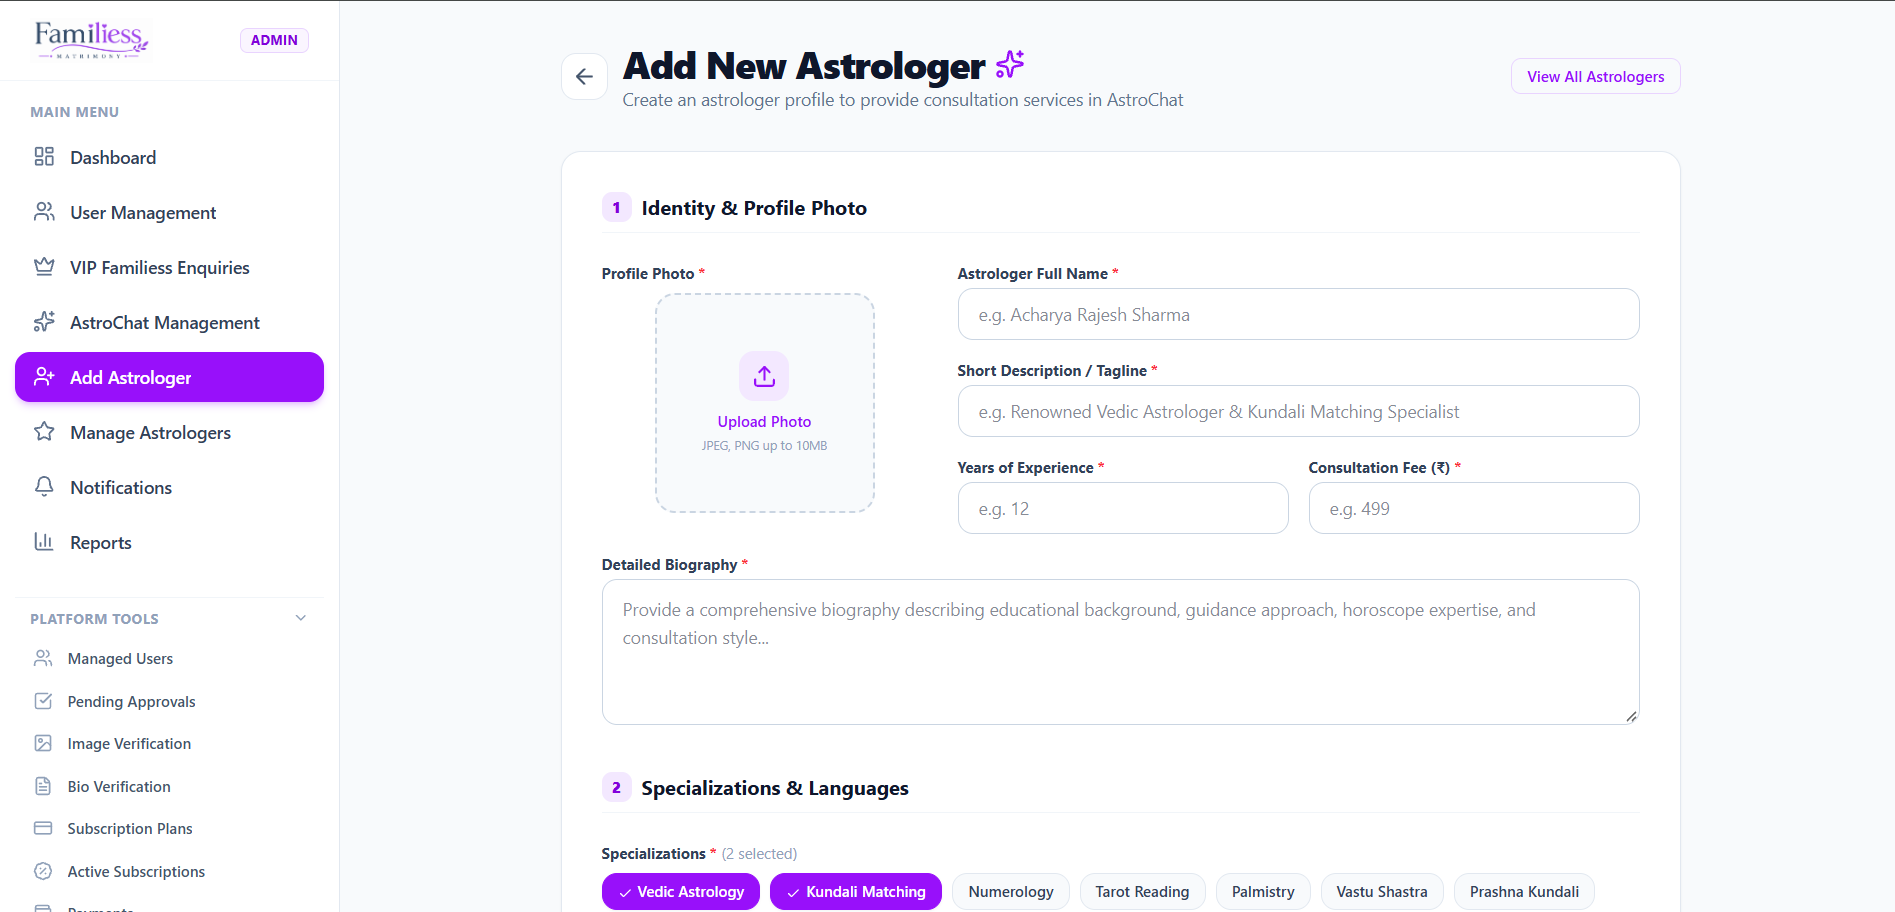 Familiess
MATRIMONY
ADMIN
MAIN MENU
Dashboard
User Management
VIP Familiess Enquiries
AstroChat Management
Add Astrologer
Manage Astrologers
Notifications
Reports
PLATFORM TOOLS
Managed Users
Pending Approvals
Image Verification
Bio Verification
Subscription Plans
Active Subscriptions
Payments
Add New Astrologer
Create an astrologer profile to provide consultation services in AstroChat
View All Astrologers
1 Identity & Profile Photo
Profile Photo *
Upload Photo
JPEG, PNG up to 10MB
Astrologer Full Name *
e.g. Acharya Rajesh Sharma
Short Description / Tagline *
e.g. Renowned Vedic Astrologer & Kundali Matching Specialist
Years of Experience *
e.g. 12
Consultation Fee (₹) *
e.g. 499
Detailed Biography *
Provide a comprehensive biography describing educational background, guidance approach, horoscope expertise, and
consultation style...
2 Specializations & Languages
Specializations * (2 selected)
Vedic Astrology
Kundali Matching
Numerology
Tarot Reading
Palmistry
Vastu Shastra
Prashna Kundali